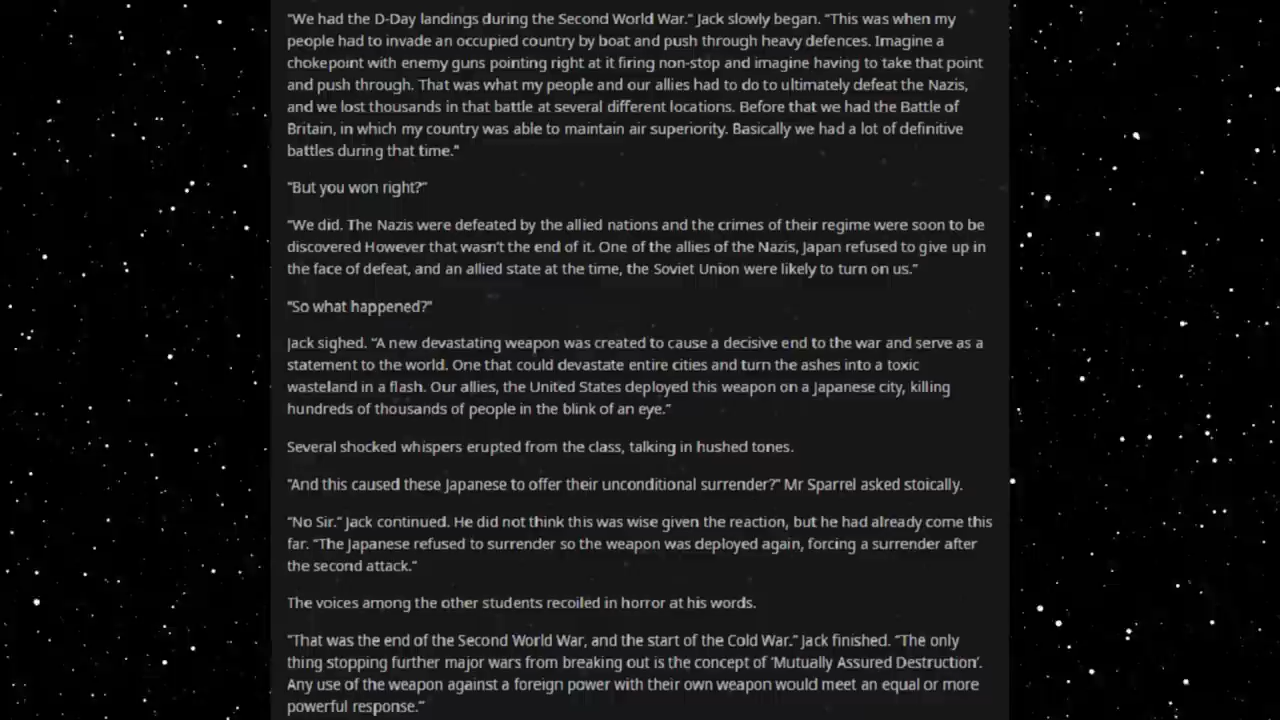 "We had the D-Day landings during the Second World War." Jack slowly began. "This was when my
people had to invade an occupied country by boat and push through heavy defences. Imagine a
chokepoint with enemy guns pointing right at it firing non-stop and imagine having to take that point
and push through. That was what my people and our allies had to do to ultimately defeat the Nazis,
and we lost thousands in that battle at several different locations. Before that we had the Battle of
Britain, in which my country was able to maintain air superiority. Basically we had a lot of definitive
battles during that time."
"But you won right?"
"We did. The Nazis were defeated by the allied nations and the crimes of their regime were soon to be
discovered However that wasn't the end of it. One of the allies of the Nazis, Japan refused to give up in
the face of defeat, and an allied state at the time, the Soviet Union were likely to turn on us."
"So what happened?"
Jack sighed. "A new devastating weapon was created to cause a decisive end to the war and serve as a
statement to the world. One that could devastate entire cities and turn the ashes into a toxic
wasteland in a flash. Our allies, the United States deployed this weapon on a Japanese city, killing
hundreds of thousands of people in the blink of an eye."
Several shocked whispers erupted from the class, talking in hushed tones.
"And this caused these Japanese to offer their unconditional surrender?" Mr Sparrel asked stoically.
"No Sir." Jack continued. He did not think this was wise given the reaction, but he had already come this
far. "The Japanese refused to surrender so the weapon was deployed again, forcing a surrender after
the second attack."
The voices among the other students recoiled in horror at his words.
"That was the end of the Second World War, and the start of the Cold War." Jack finished. "The only
thing stopping further major wars from breaking out is the concept of 'Mutually Assured Destruction'.
Any use of the weapon against a foreign power with their own weapon would meet an equal or more
powerful response."